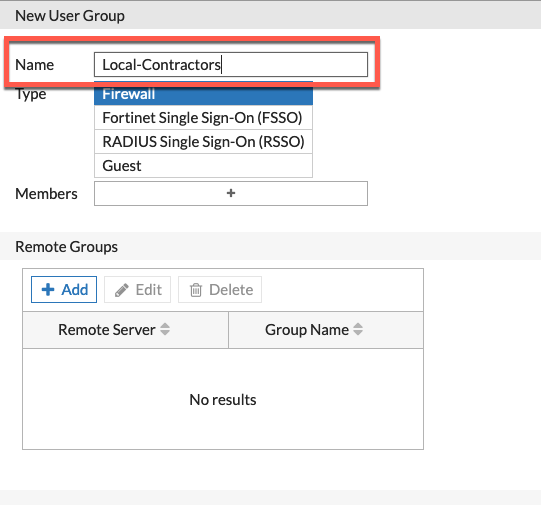 New User Group
Name Local-Contractors
Type Firewall
Fortinet Single Sign-On (FSSO)
RADIUS Single Sign-On (RSSO)
Guest
Members +
Remote Groups
+ Add Edit Delete
Remote Server Group Name
No results